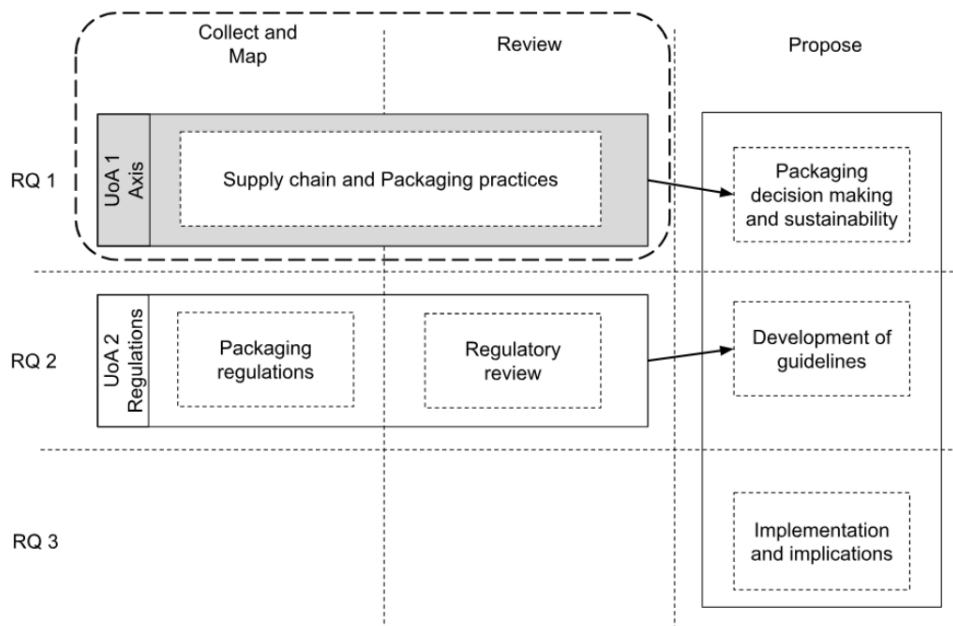 Collect and
Map
Review
Propose
RQ 1
UoA 1
Axis
Supply chain and Packaging practices
Packaging
decision making
and sustainability
RQ 2
UoA 2
Regulations
Packaging
regulations
Regulatory
review
Development of
guidelines
RQ 3
Implementation
and implications